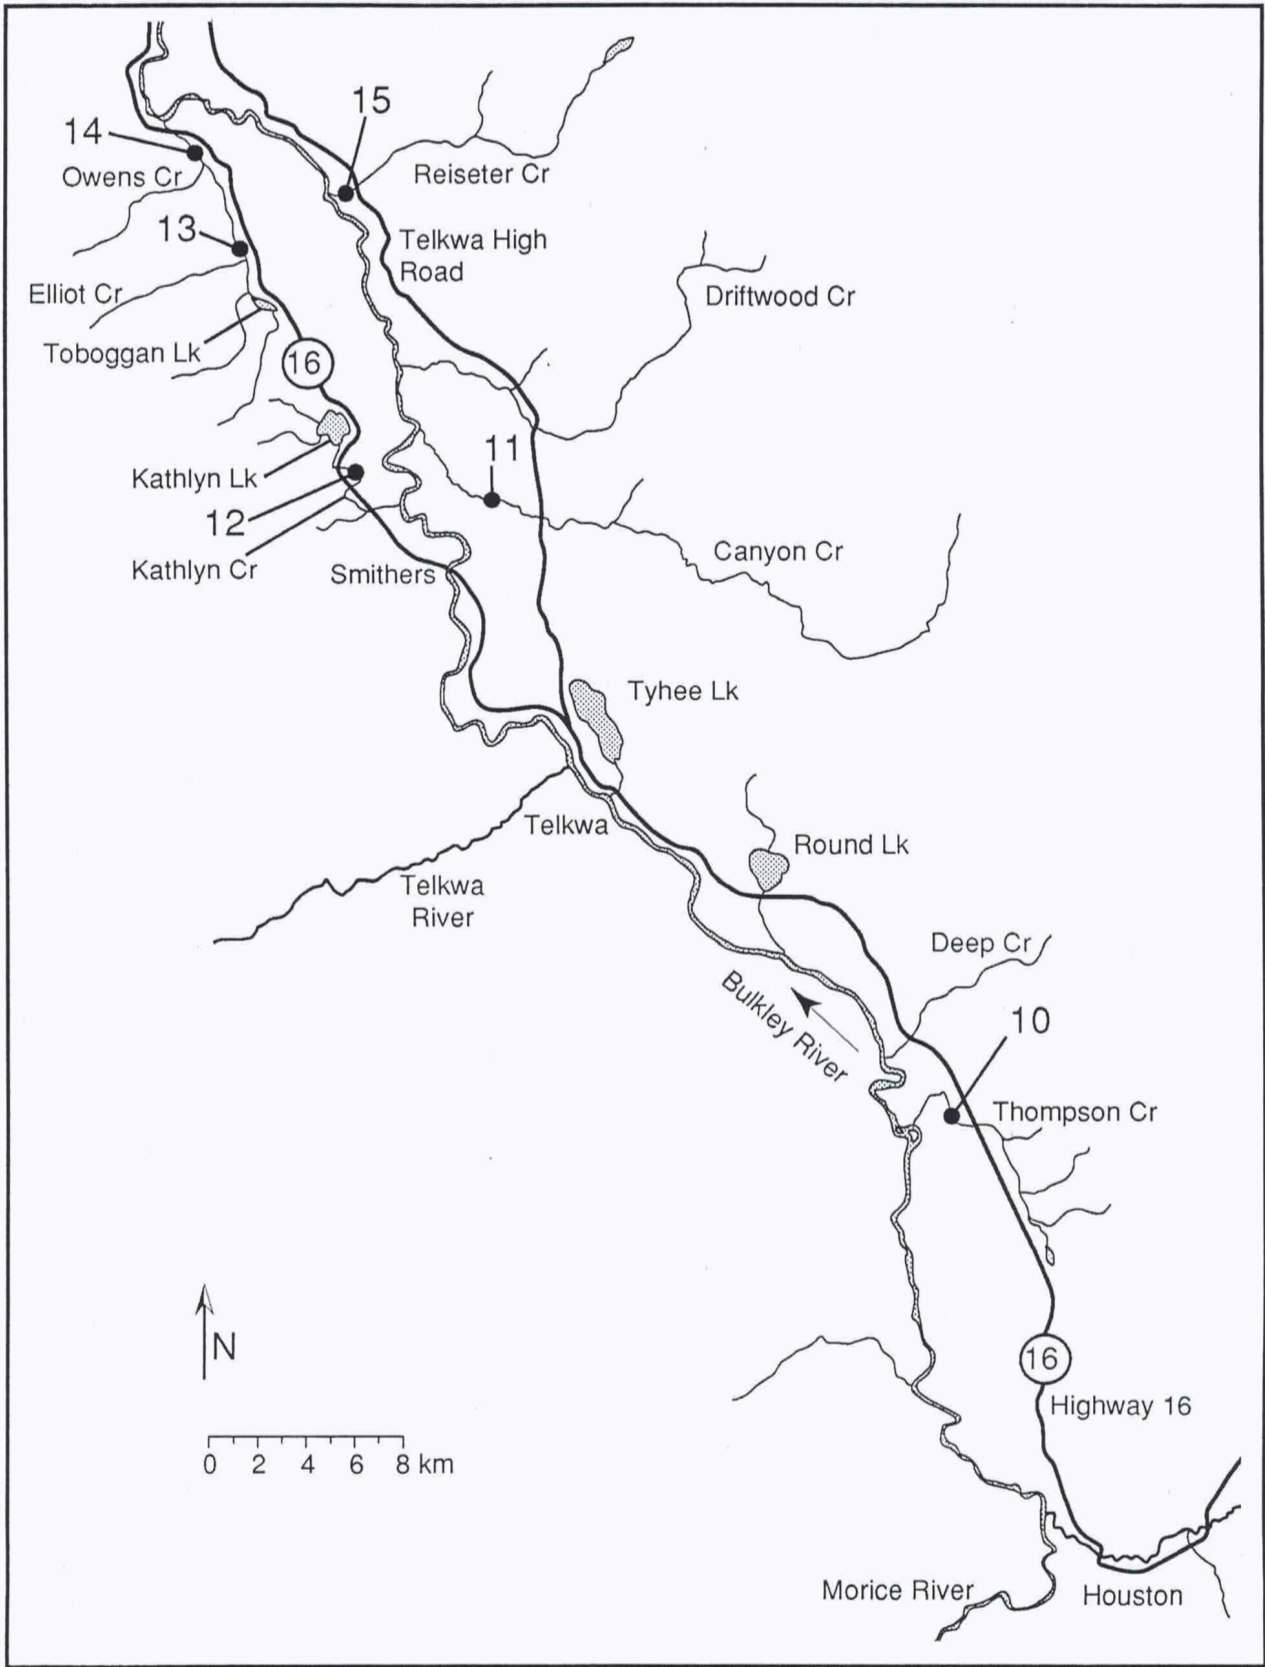 15
14
Reiseter Cr
Owens Cr
13
Telkwa High
Road
Elliot Cr
Driftwood Cr
Toboggan Lk
16
11
Kathlyn Lk
12
Canyon Cr
Kathlyn Cr
Smithers
Tyhee Lk
Telkwa
Round Lk
Telkwa
River
Deep Cr
Bulkley River
10
Thompson Cr
N
16
Highway 16
0 2 4 6 8 km
Morice River
Houston